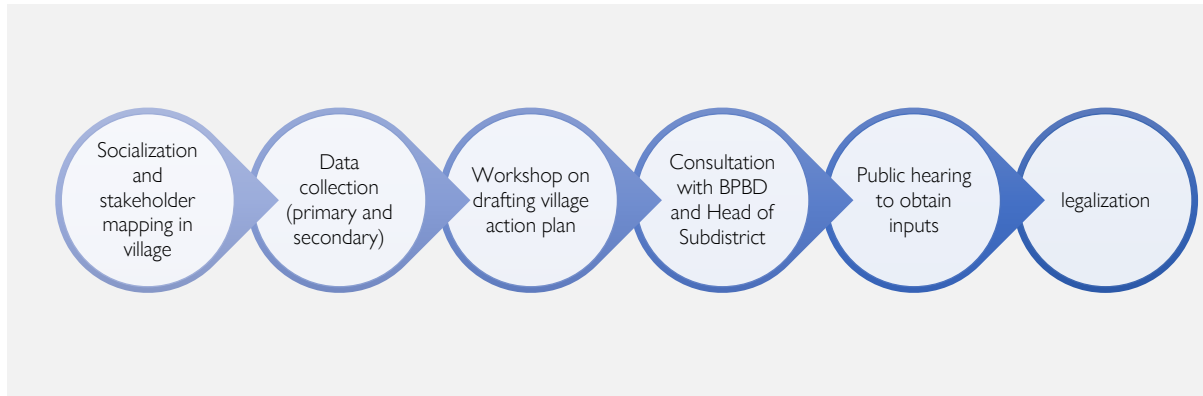 Socialization
and
stakeholder
mapping in
village
Data
collection
(primary and
secondary)
Workshop on
drafting village
action plan
Consultation
with BPBD
and Head of
Subdistrict
Public hearing
to obtain
inputs
legalization